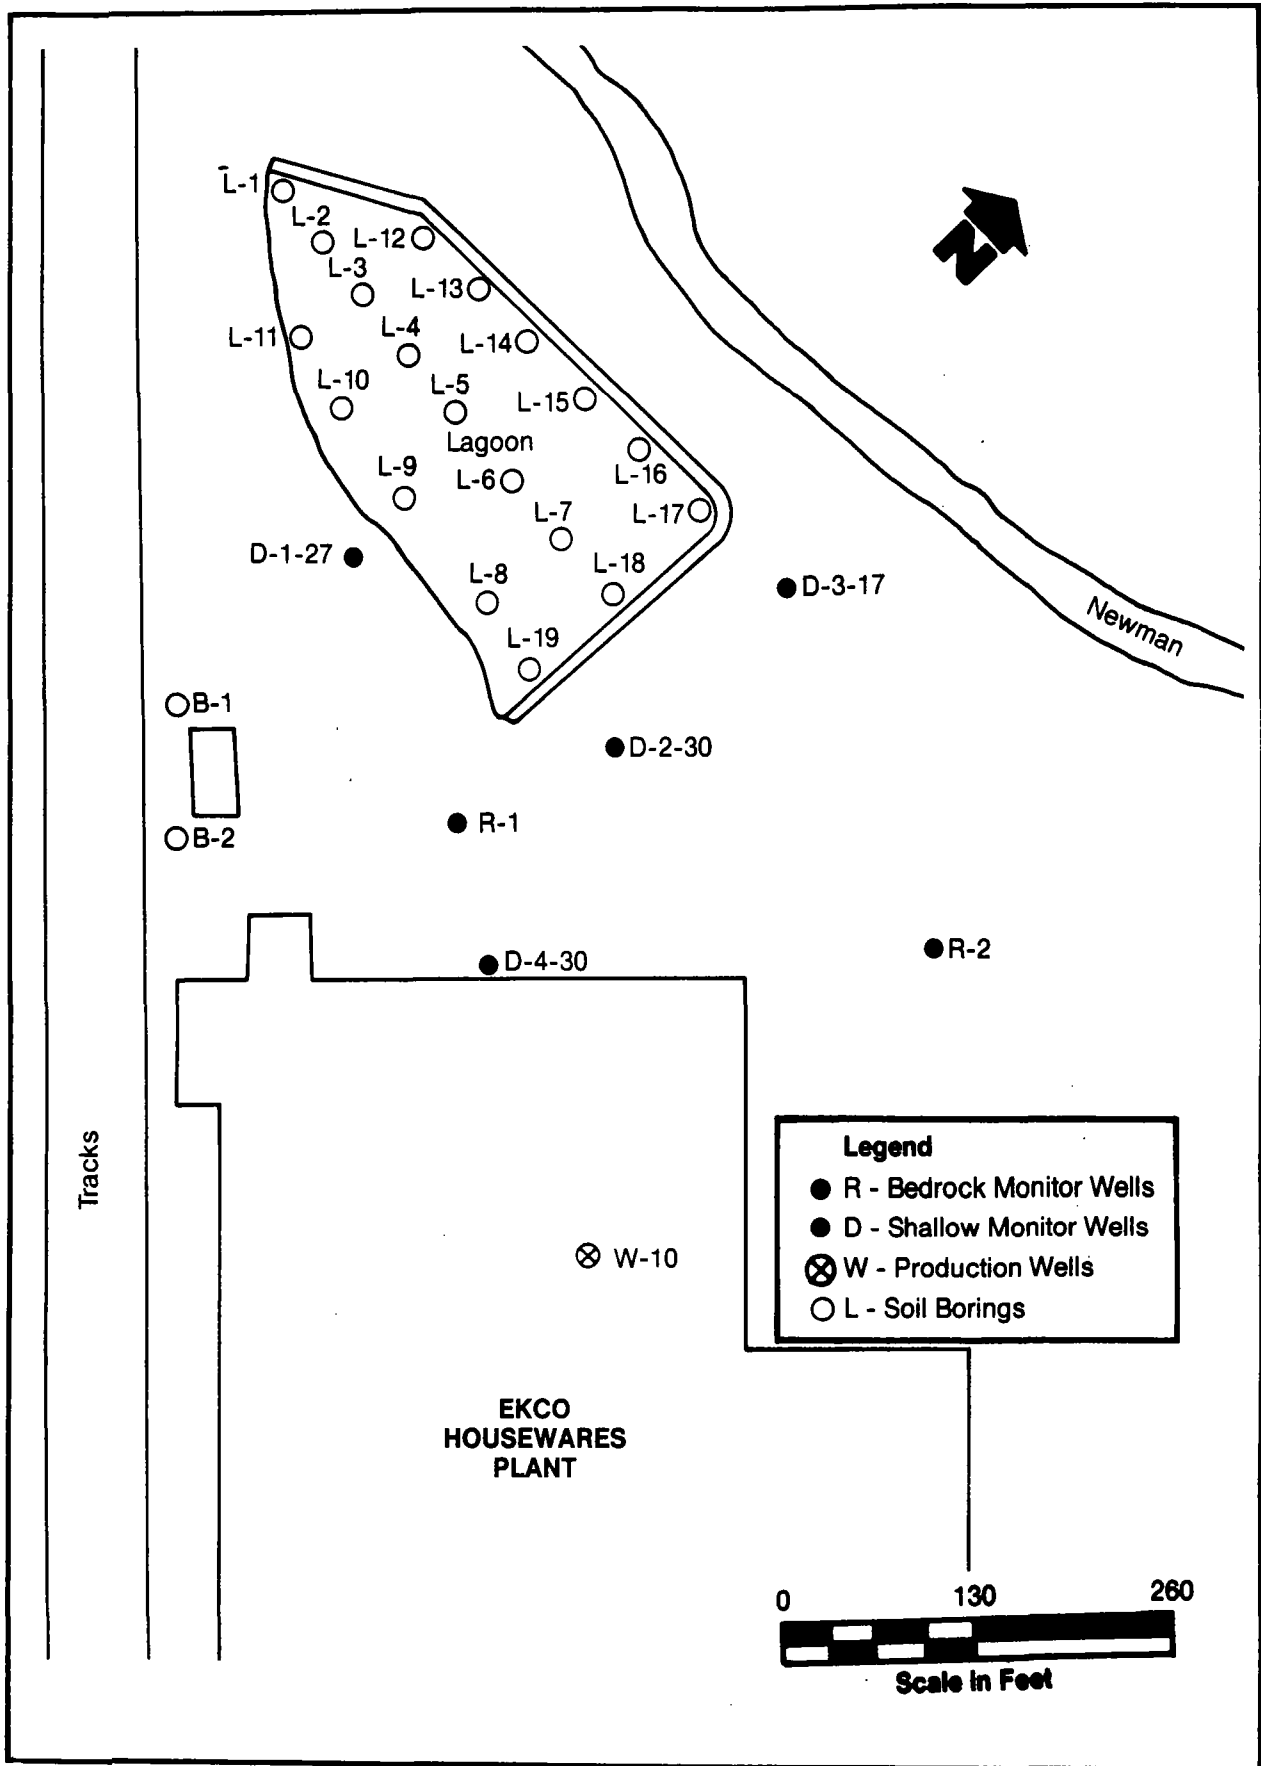 L-1
L-2
L-12
L-3
L-13
L-11
L-4
L-14
L-10
L-5
L-15
Lagoon
L-9
L-6
L-16
L-7
L-17
D-1-27
L-8
L-18
D-3-17
Newman
L-19
B-1
D-2-30
R-1
B-2
R-2
D-4-30
Tracks
Legend
R - Bedrock Monitor Wells
D - Shallow Monitor Wells
W - Production Wells
L - Soil Borings
W-10
EKCO
HOUSEWARES
PLANT
0 130 260
Scale In Feet
N